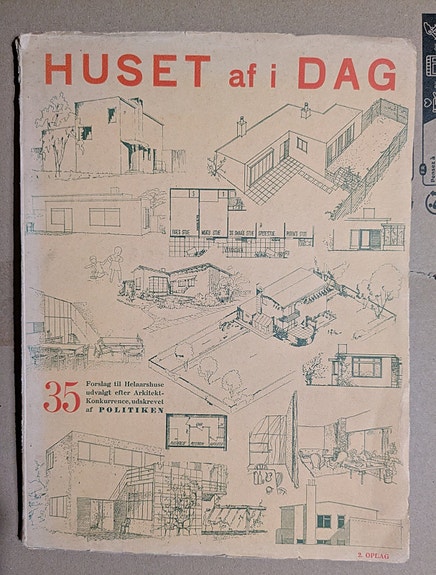 HUSET af i DAG
35
Forslag til Helaarshuse
udvalgt efter Arkitekt-
Konkurrence, udskrevet
af POLITIKEN
2. OPLAG